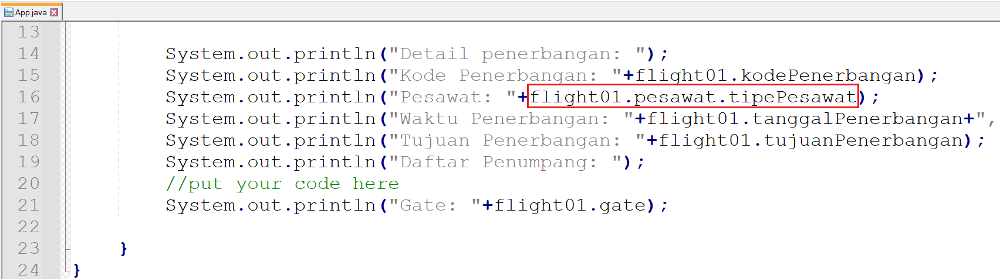 App.java
13
14 System.out.println("Detail penerbangan: ");
15 System.out.println("Kode Penerbangan: "+flight01.kodePenerbangan);
16 System.out.println("Pesawat: "+flight01.pesawat.tipePesawat);
17 System.out.println("Waktu Penerbangan: "+flight01.tanggalPenerbangan+",
18 System.out.println("Tujuan Penerbangan: "+flight01.tujuanPenerbangan);
19 System.out.println("Daftar Penumpang: ");
20 //put your code here
21 System.out.println("Gate: "+flight01.gate);
22
23 }
24 }